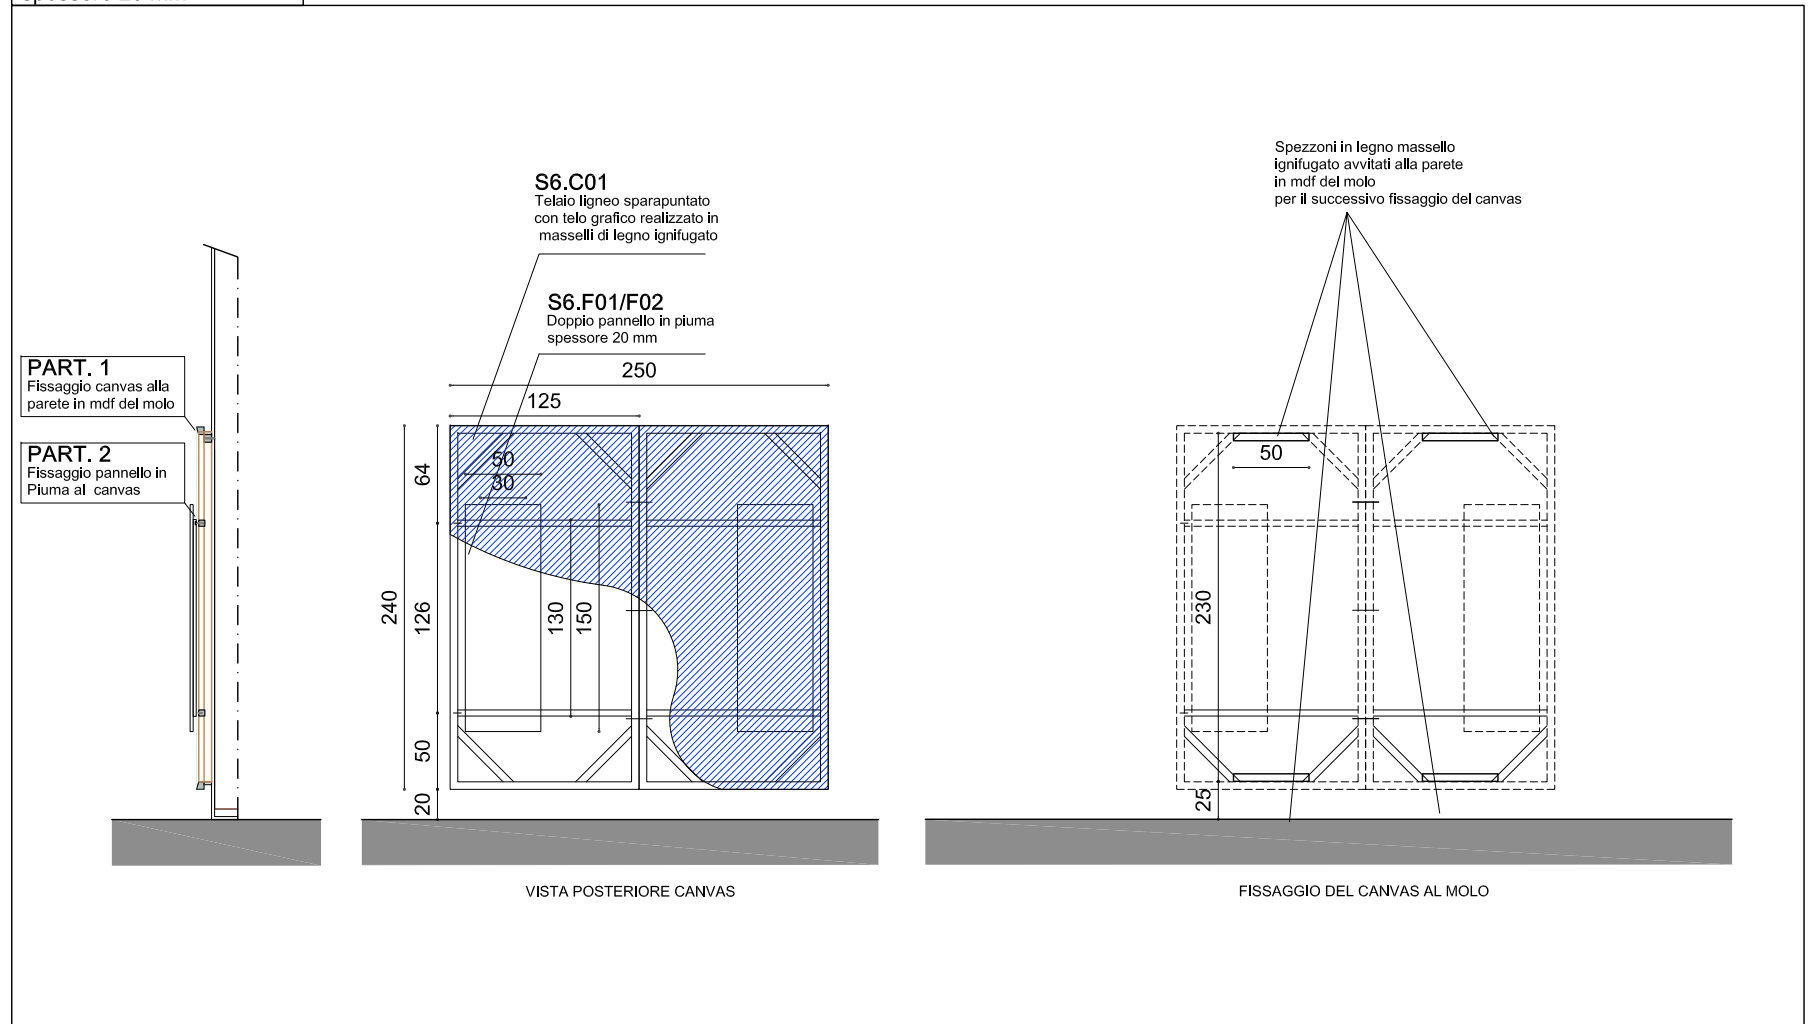 S6.C01
Telaio ligneo sparapuntato
con telo grafico realizzato in
masselli di legno ignifugato
S6.F01/F02
Doppio pannello in piuma
spessore 20 mm
PART. 1
Fissaggio canvas alla
parete in mdf del molo
PART. 2
Fissaggio pannello in
Piuma al canvas
250
125
50
30
64
240
126
130
150
50
20
VISTA POSTERIORE CANVAS
Spezzoni in legno massello
ignifugato avvitati alla parete
in mdf del molo
per il successivo fissaggio del canvas
50
230
25
FISSAGGIO DEL CANVAS AL MOLO